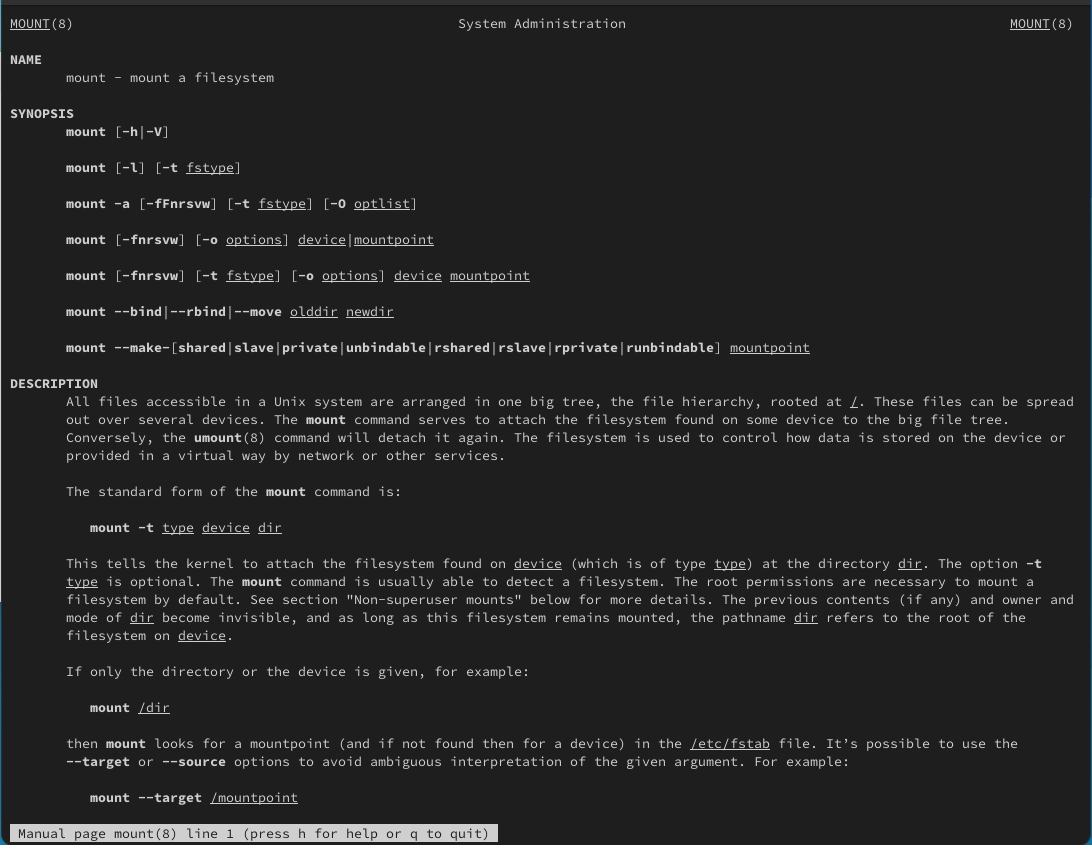 MOUNT(8) System Administration MOUNT(8)
NAME
mount - mount a filesystem
SYNOPSIS
mount [-h|-V]
mount [-l] [-t fstype]
mount -a [-fFnrsvw] [-t fstype] [-O optlist]
mount [-fnrsvw] [-o options] device|mountpoint
mount [-fnrsvw] [-t fstype] [-o options] device mountpoint
mount --bind|--rbind|--move olddir newdir
mount --make-[shared|slave|private|unbindable|rshared|rslave|rprivate|runbindable] mountpoint
DESCRIPTION
All files accessible in a Unix system are arranged in one big tree, the file hierarchy, rooted at /. These files can be spread
out over several devices. The mount command serves to attach the filesystem found on some device to the big file tree.
Conversely, the umount(8) command will detach it again. The filesystem is used to control how data is stored on the device or
provided in a virtual way by network or other services.
The standard form of the mount command is:
mount -t type device dir
This tells the kernel to attach the filesystem found on device (which is of type type) at the directory dir. The option -t
type is optional. The mount command is usually able to detect a filesystem. The root permissions are necessary to mount a
filesystem by default. See section "Non-superuser mounts" below for more details. The previous contents (if any) and owner and
mode of dir become invisible, and as long as this filesystem remains mounted, the pathname dir refers to the root of the
filesystem on device.
If only the directory or the device is given, for example:
mount /dir
then mount looks for a mountpoint (and if not found then for a device) in the /etc/fstab file. It’s possible to use the
--target or --source options to avoid ambiguous interpretation of the given argument. For example:
mount --target /mountpoint
Manual page mount(8) line 1 (press h for help or q to quit)